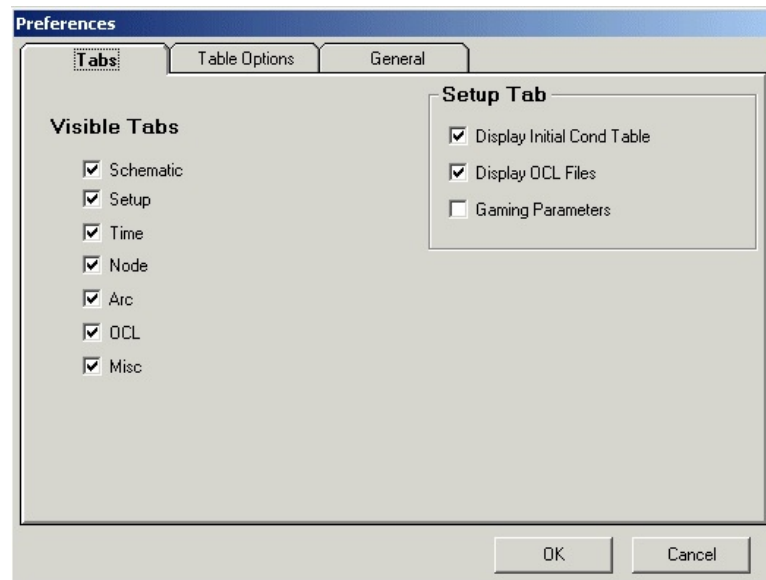 Preferences
Tabs
Table Options
General
Visible Tabs
Schematic
Setup
Time
Node
Arc
OCL
Misc
Setup Tab
Display Initial Cond Table
Display OCL Files
Gaming Parameters
OK
Cancel